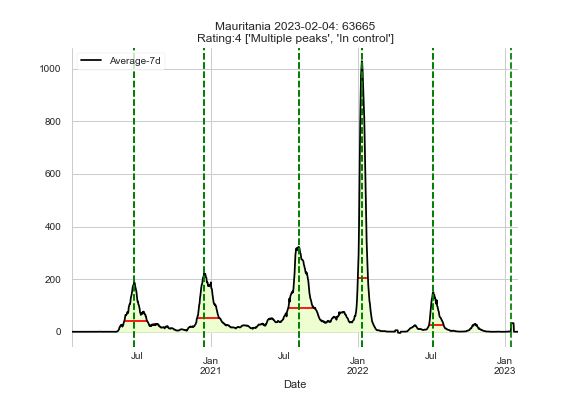 Mauritania 2023-02-04: 63665
Rating:4 ['Multiple peaks', 'In control']
Average-7d
1000
800
600
400
200
0
Jul
Jan
2021
Jul
Jan
2022
Jul
Jan
2023
Date